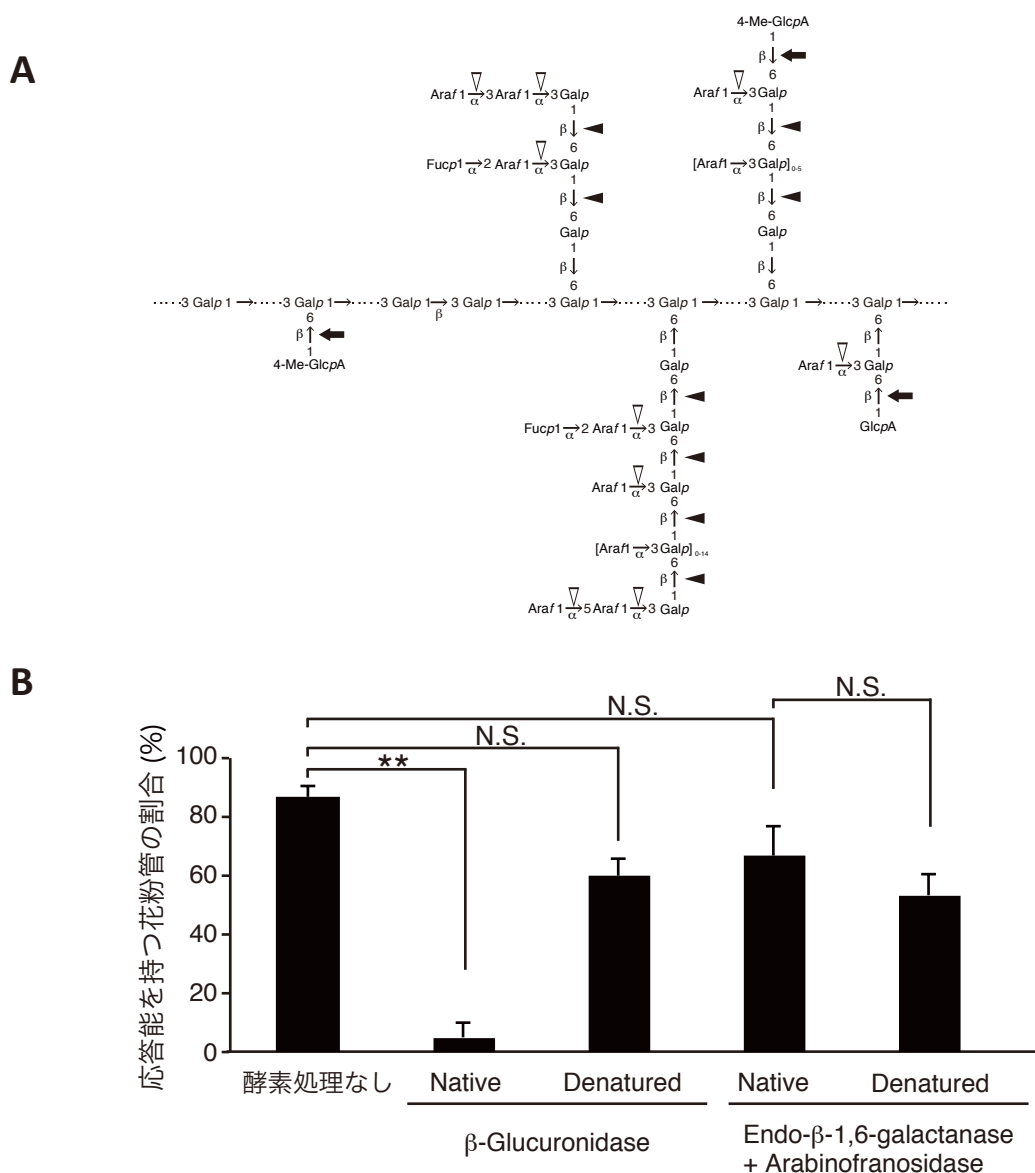 A
4-Me-GlcpA
1
β ↓
6
Araf 1 →α 3 Araf 1 →α 3 Galp
Araf 1 →α 3 Galp
1
1
β ↓
β ↓
6
6
Fucp1 →α 2 Araf 1 →α 3 Galp
[Araf1 →α 3 Galp]0-5
1
1
β ↓
β ↓
6
6
Galp
Galp
1
1
β ↓
β ↓
6
6
····· 3 Galp 1 →····· 3 Galp 1 →····· 3 Galp 1 →β 3 Galp 1 →····· 3 Galp 1 →····· 3 Galp 1 →····· 3 Galp 1 →····· 3 Galp 1 →·····
6
6
6
β ↑
β ↑
β ↑
1
1
1
4-Me-GlcpA
Galp
Araf 1 →α 3 Galp
6
6
β ↑
β ↑
1
1
Fucp1 →α 2 Araf 1 →α 3 Galp
GlcpA
6
β ↑
1
Araf 1 →α 3 Galp
6
β ↑
1
[Araf1 →α 3 Galp]0-14
6
β ↑
1
Araf 1 →α 5 Araf 1 →α 3 Galp
B
N.S.
N.S.
N.S.
**
応答能を持つ花粉管の割合 (%)
100
80
60
40
20
0
酵素処理なし
Native
Denatured
Native
Denatured
β-Glucuronidase
Endo-β-1,6-galactanase
+ Arabinofranosidase